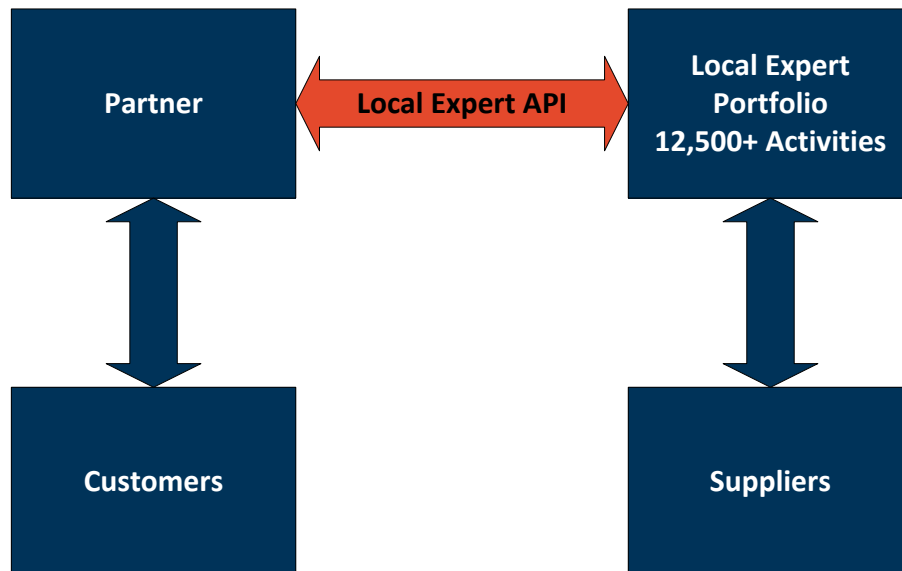 Partner
Local Expert API
Local Expert
Portfolio
12,500+ Activities
Customers
Suppliers